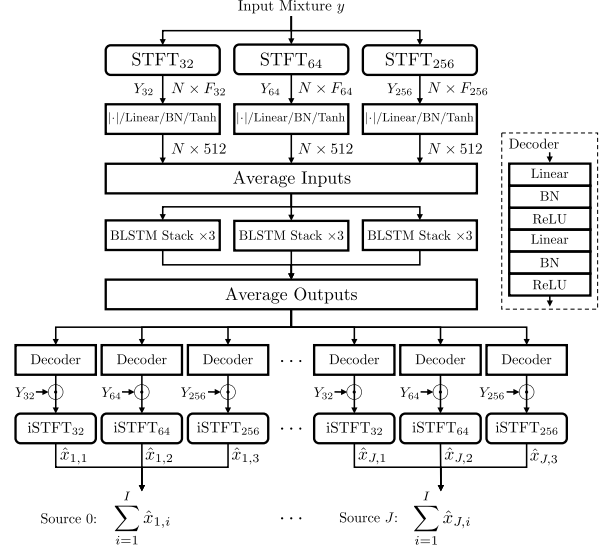 Input Mixture y
STFT₃₂ STFT₆₄ STFT₂₅₆
Y₃₂ N × F₃₂ Y₆₄ N × F₆₄ Y₂₅₆ N × F₂₅₆
|·|/Linear/BN/Tanh |·|/Linear/BN/Tanh |·|/Linear/BN/Tanh
N × 512 N × 512 N × 512
Average Inputs
BLSTM Stack ×3 BLSTM Stack ×3 BLSTM Stack ×3
Average Outputs
Decoder
Linear
BN
ReLU
Linear
BN
ReLU
Decoder Decoder Decoder ··· Decoder Decoder Decoder
Y₃₂ Y₆₄ Y₂₅₆ Y₃₂ Y₆₄ Y₂₅₆
iSTFT₃₂ iSTFT₆₄ iSTFT₂₅₆ ··· iSTFT₃₂ iSTFT₆₄ iSTFT₂₅₆
x̂₁,₁ x̂₁,₂ x̂₁,₃ x̂_J,1 x̂_J,2 x̂_J,3
Source 0: ∑_{i=1}^{I} x̂_{1,i} ··· Source J: ∑_{i=1}^{I} x̂_{J,i}